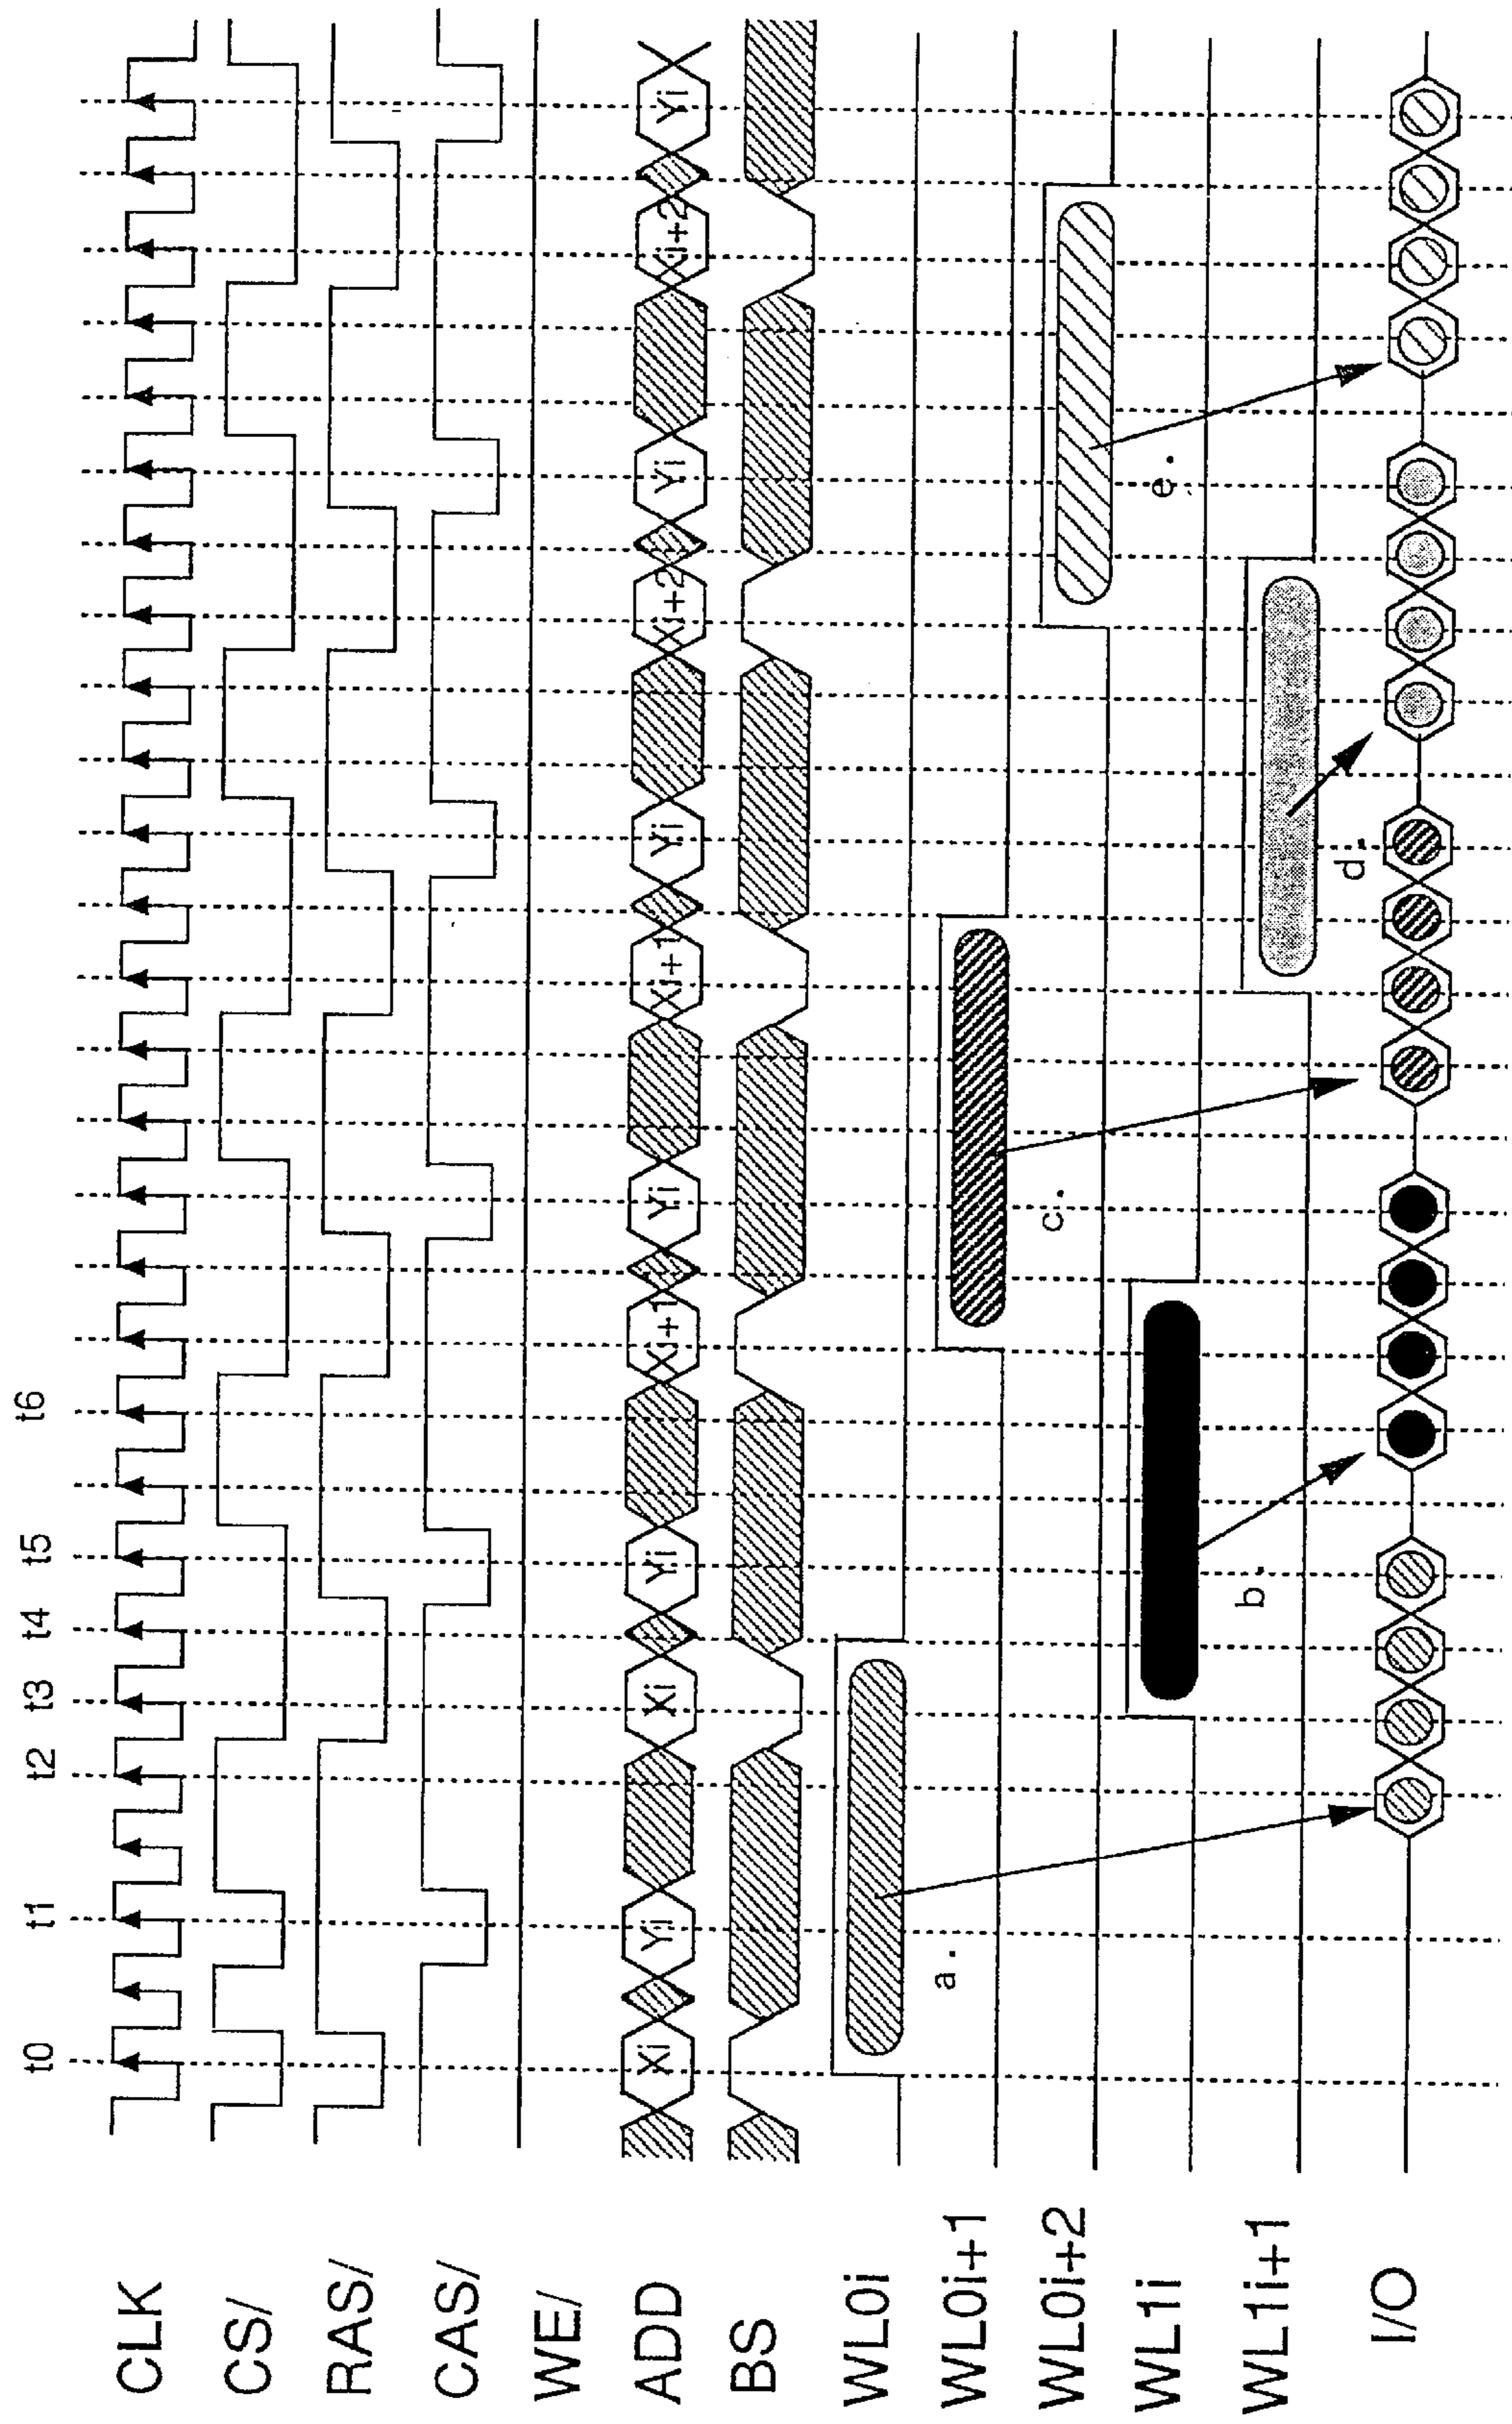 t0 t1 t2 t3 t4 t5 t6
CLK
CS/
RAS/
CAS/
WE/
ADD Xi Yi Xi Yi Xi+1 Yi Xi+1 Yi Xi+2 Yi Xi+2 Yi
BS
WL0i
a.
WL0i+1
c.
WL0i+2
e.
WL1i
b.
WL1i+1
d.
I/O